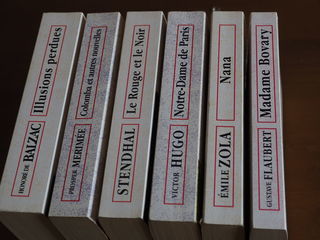 HONORÉ DE BALZAC Illusions perdues
PROSPER MÉRIMÉE Colomba et autres nouvelles
STENDHAL Le Rouge et le Noir
VICTOR HUGO Notre-Dame de Paris
ÉMILE ZOLA Nana
GUSTAVE FLAUBERT Madame Bovary